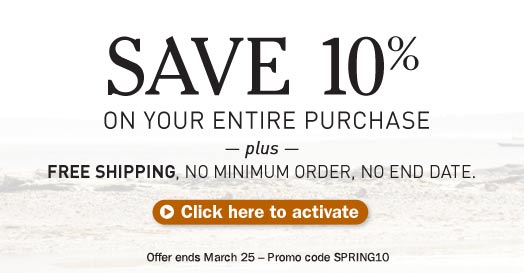 SAVE 10%
ON YOUR ENTIRE PURCHASE
— plus —
FREE SHIPPING, NO MINIMUM ORDER, NO END DATE.
Click here to activate
Offer ends March 25 – Promo code SPRING10